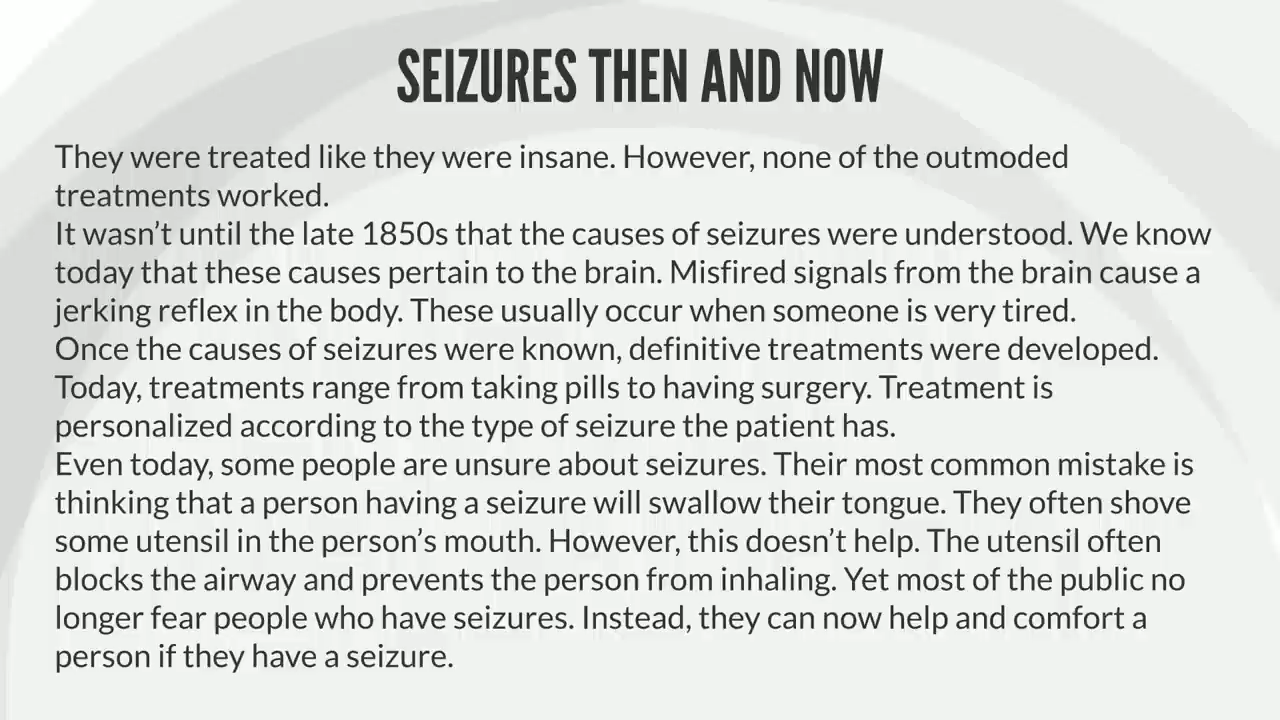 SEIZURES THEN AND NOW
They were treated like they were insane. However, none of the outmoded
treatments worked.
It wasn't until the late 1850s that the causes of seizures were understood. We know
today that these causes pertain to the brain. Misfired signals from the brain cause a
jerking reflex in the body. These usually occur when someone is very tired.
Once the causes of seizures were known, definitive treatments were developed.
Today, treatments range from taking pills to having surgery. Treatment is
personalized according to the type of seizure the patient has.
Even today, some people are unsure about seizures. Their most common mistake is
thinking that a person having a seizure will swallow their tongue. They often shove
some utensil in the person's mouth. However, this doesn't help. The utensil often
blocks the airway and prevents the person from inhaling. Yet most of the public no
longer fear people who have seizures. Instead, they can now help and comfort a
person if they have a seizure.